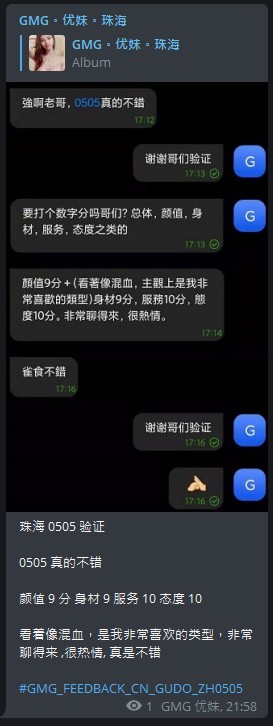 GMG。优妹。珠海
GMG。优妹。珠海
Album
強啊老哥，0505真的不错
17:12
谢谢哥们验证
17:13
G
要打个数字分吗哥们？总体，颜值，身
材，服务，态度之类的
17:13
G
顏值9分+(看著像混血，主觀上是我非
常喜歡的類型)身材9分，服務10分，態
度10分。非常聊得來，很熱情。
17:14
雀食不错
17:16
谢谢哥们验证
17:16
G
🙏🏻
17:16
G
珠海 0505 验证
0505 真的不错
颜值 9 分 身材 9 服务 10 态度 10
看着像混血，是我非常喜欢的类型，非常
聊得来 ,很热情, 真是不错
#GMG_FEEDBACK_CN_GUDO_ZH0505
1 GMG 优妹, 21:58